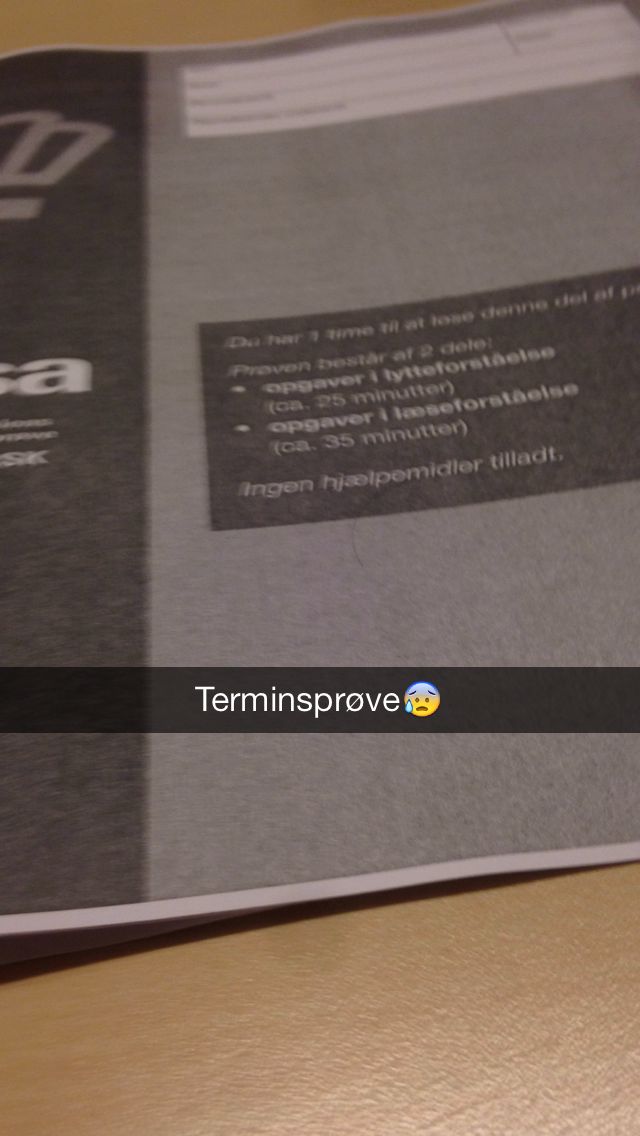 Du har 1 time til at løse denne del af
Prøven består af 2 dele:
• opgaver i lytteforståelse
(ca. 25 minutter)
• opgaver i læseforståelse
(ca. 35 minutter)
Ingen hjælpemidler tilladt.
sa
SK
Terminsprøve😰